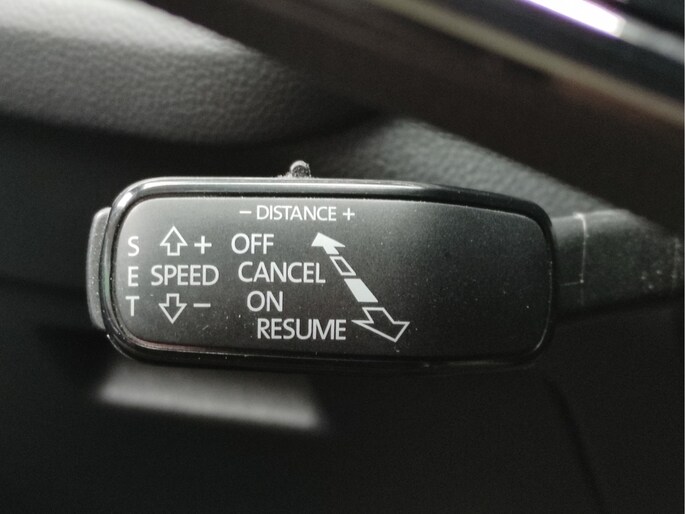 - DISTANCE +
S + OFF
E SPEED CANCEL
T - ON
RESUME